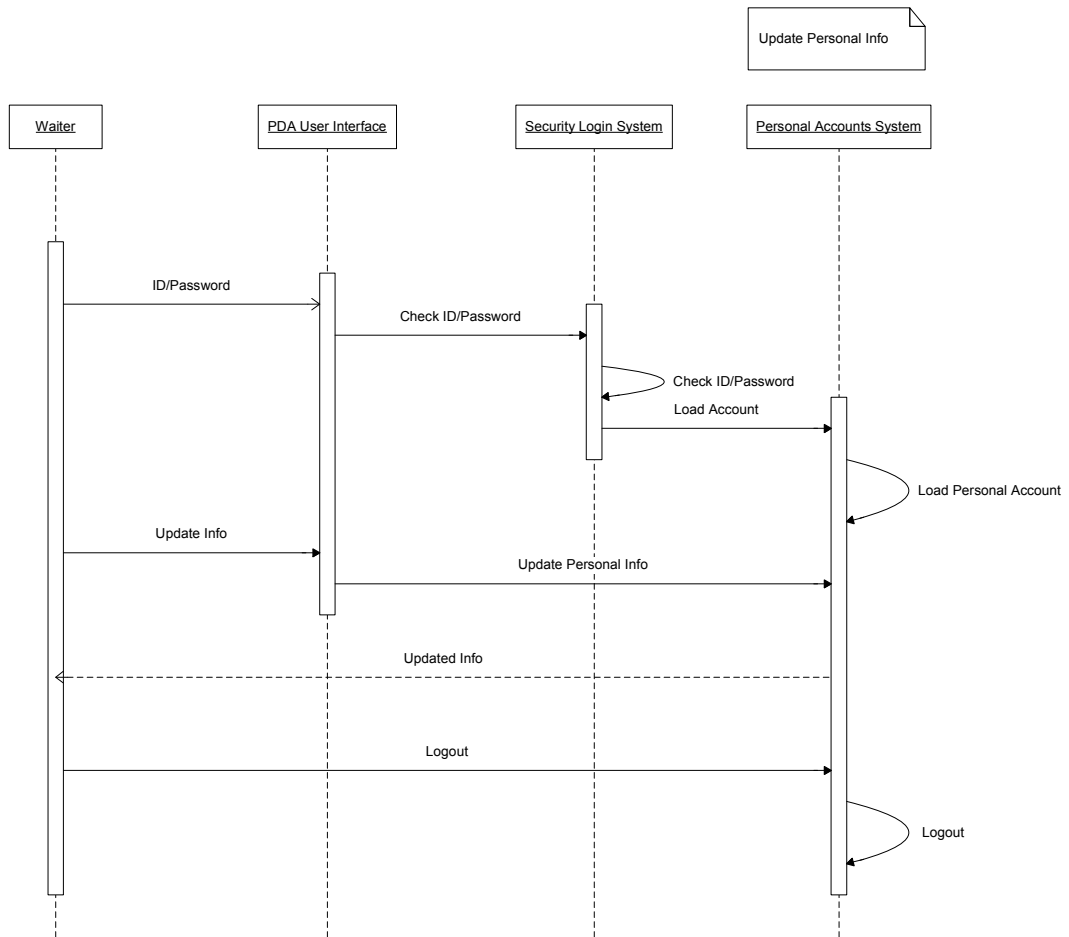 Update Personal Info
Waiter
PDA User Interface
Security Login System
Personal Accounts System
ID/Password
Check ID/Password
Check ID/Password
Load Account
Load Personal Account
Update Info
Update Personal Info
Updated Info
Logout
Logout